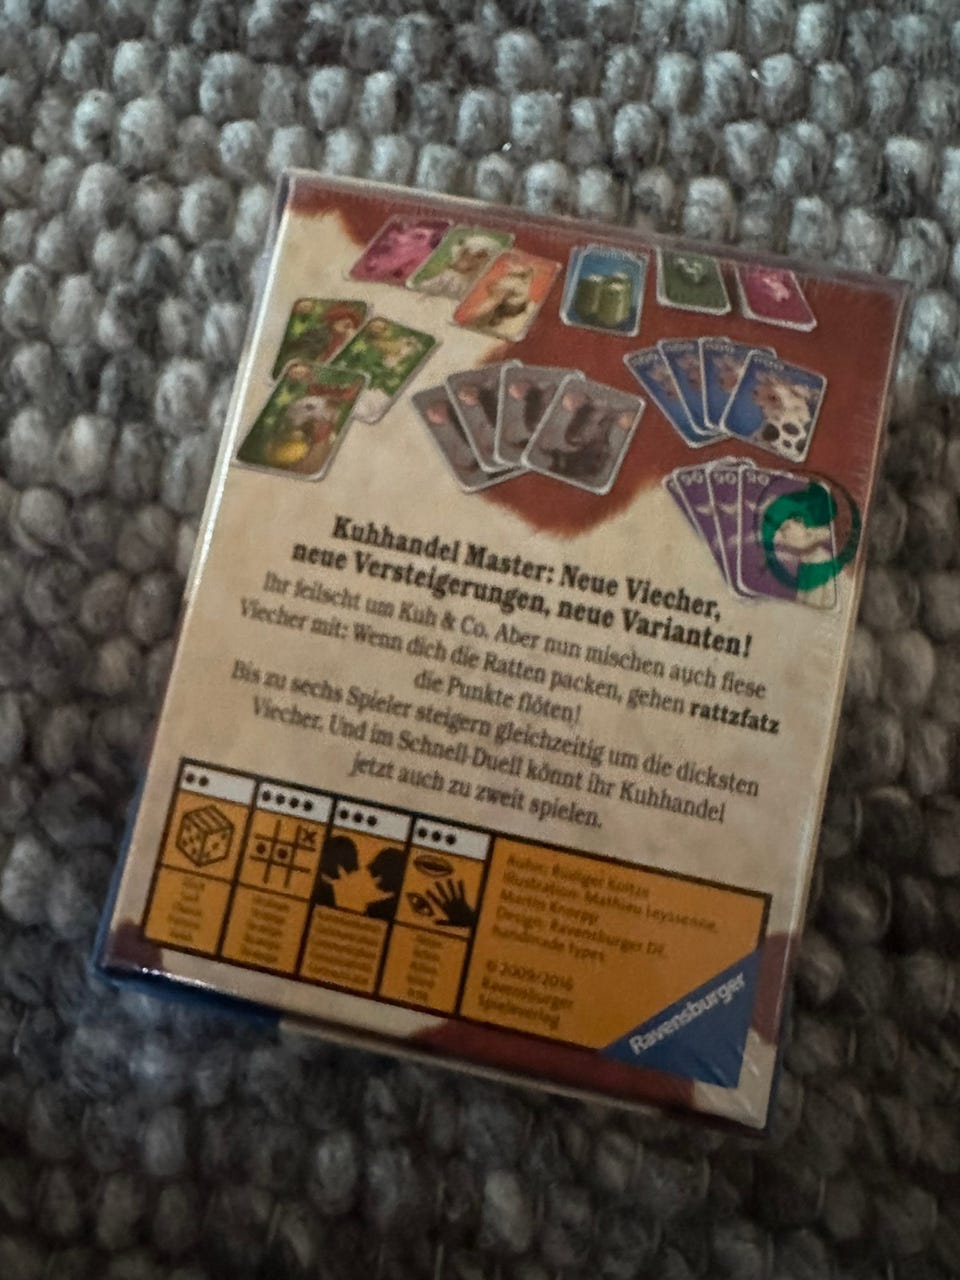 Kuhhandel Master: Neue Viecher,
neue Versteigerungen, neue Varianten!
Ihr feilscht um Kuh & Co. Aber nun mischen auch fiese
Viecher mit: Wenn dich die Ratten packen, gehen rattzfatz
die Punkte flöten!
Bis zu sechs Spieler steigern gleichzeitig um die dicksten
Viecher. Und im Schnell-Duell könnt ihr Kuhhandel
jetzt auch zu zweit spielen.
Autor: Rüdiger Koltze
Illustration: Mathieu Leyssenne,
Martin
Design: Ravensburger DE,
handmade types
© 2009/2016
Ravensburger
Spieleverlag
Ravensburger